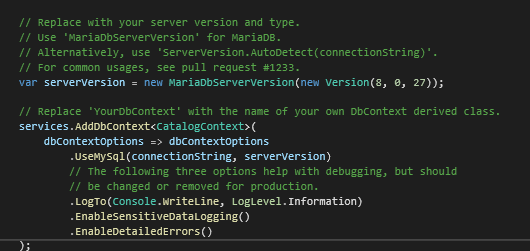 // Replace with your server version and type.
// Use 'MariaDbServerVersion' for MariaDB.
// Alternatively, use 'ServerVersion.AutoDetect(connectionString)'.
// For common usages, see pull request #1233.
var serverVersion = new MariaDbServerVersion(new Version(8, 0, 27));
// Replace 'YourDbContext' with the name of your own DbContext derived class.
services.AddDbContext<CatalogContext>(
dbContextOptions => dbContextOptions
.UseMySql(connectionString, serverVersion)
// The following three options help with debugging, but should
// be changed or removed for production.
.LogTo(Console.WriteLine, LogLevel.Information)
.EnableSensitiveDataLogging()
.EnableDetailedErrors()
);